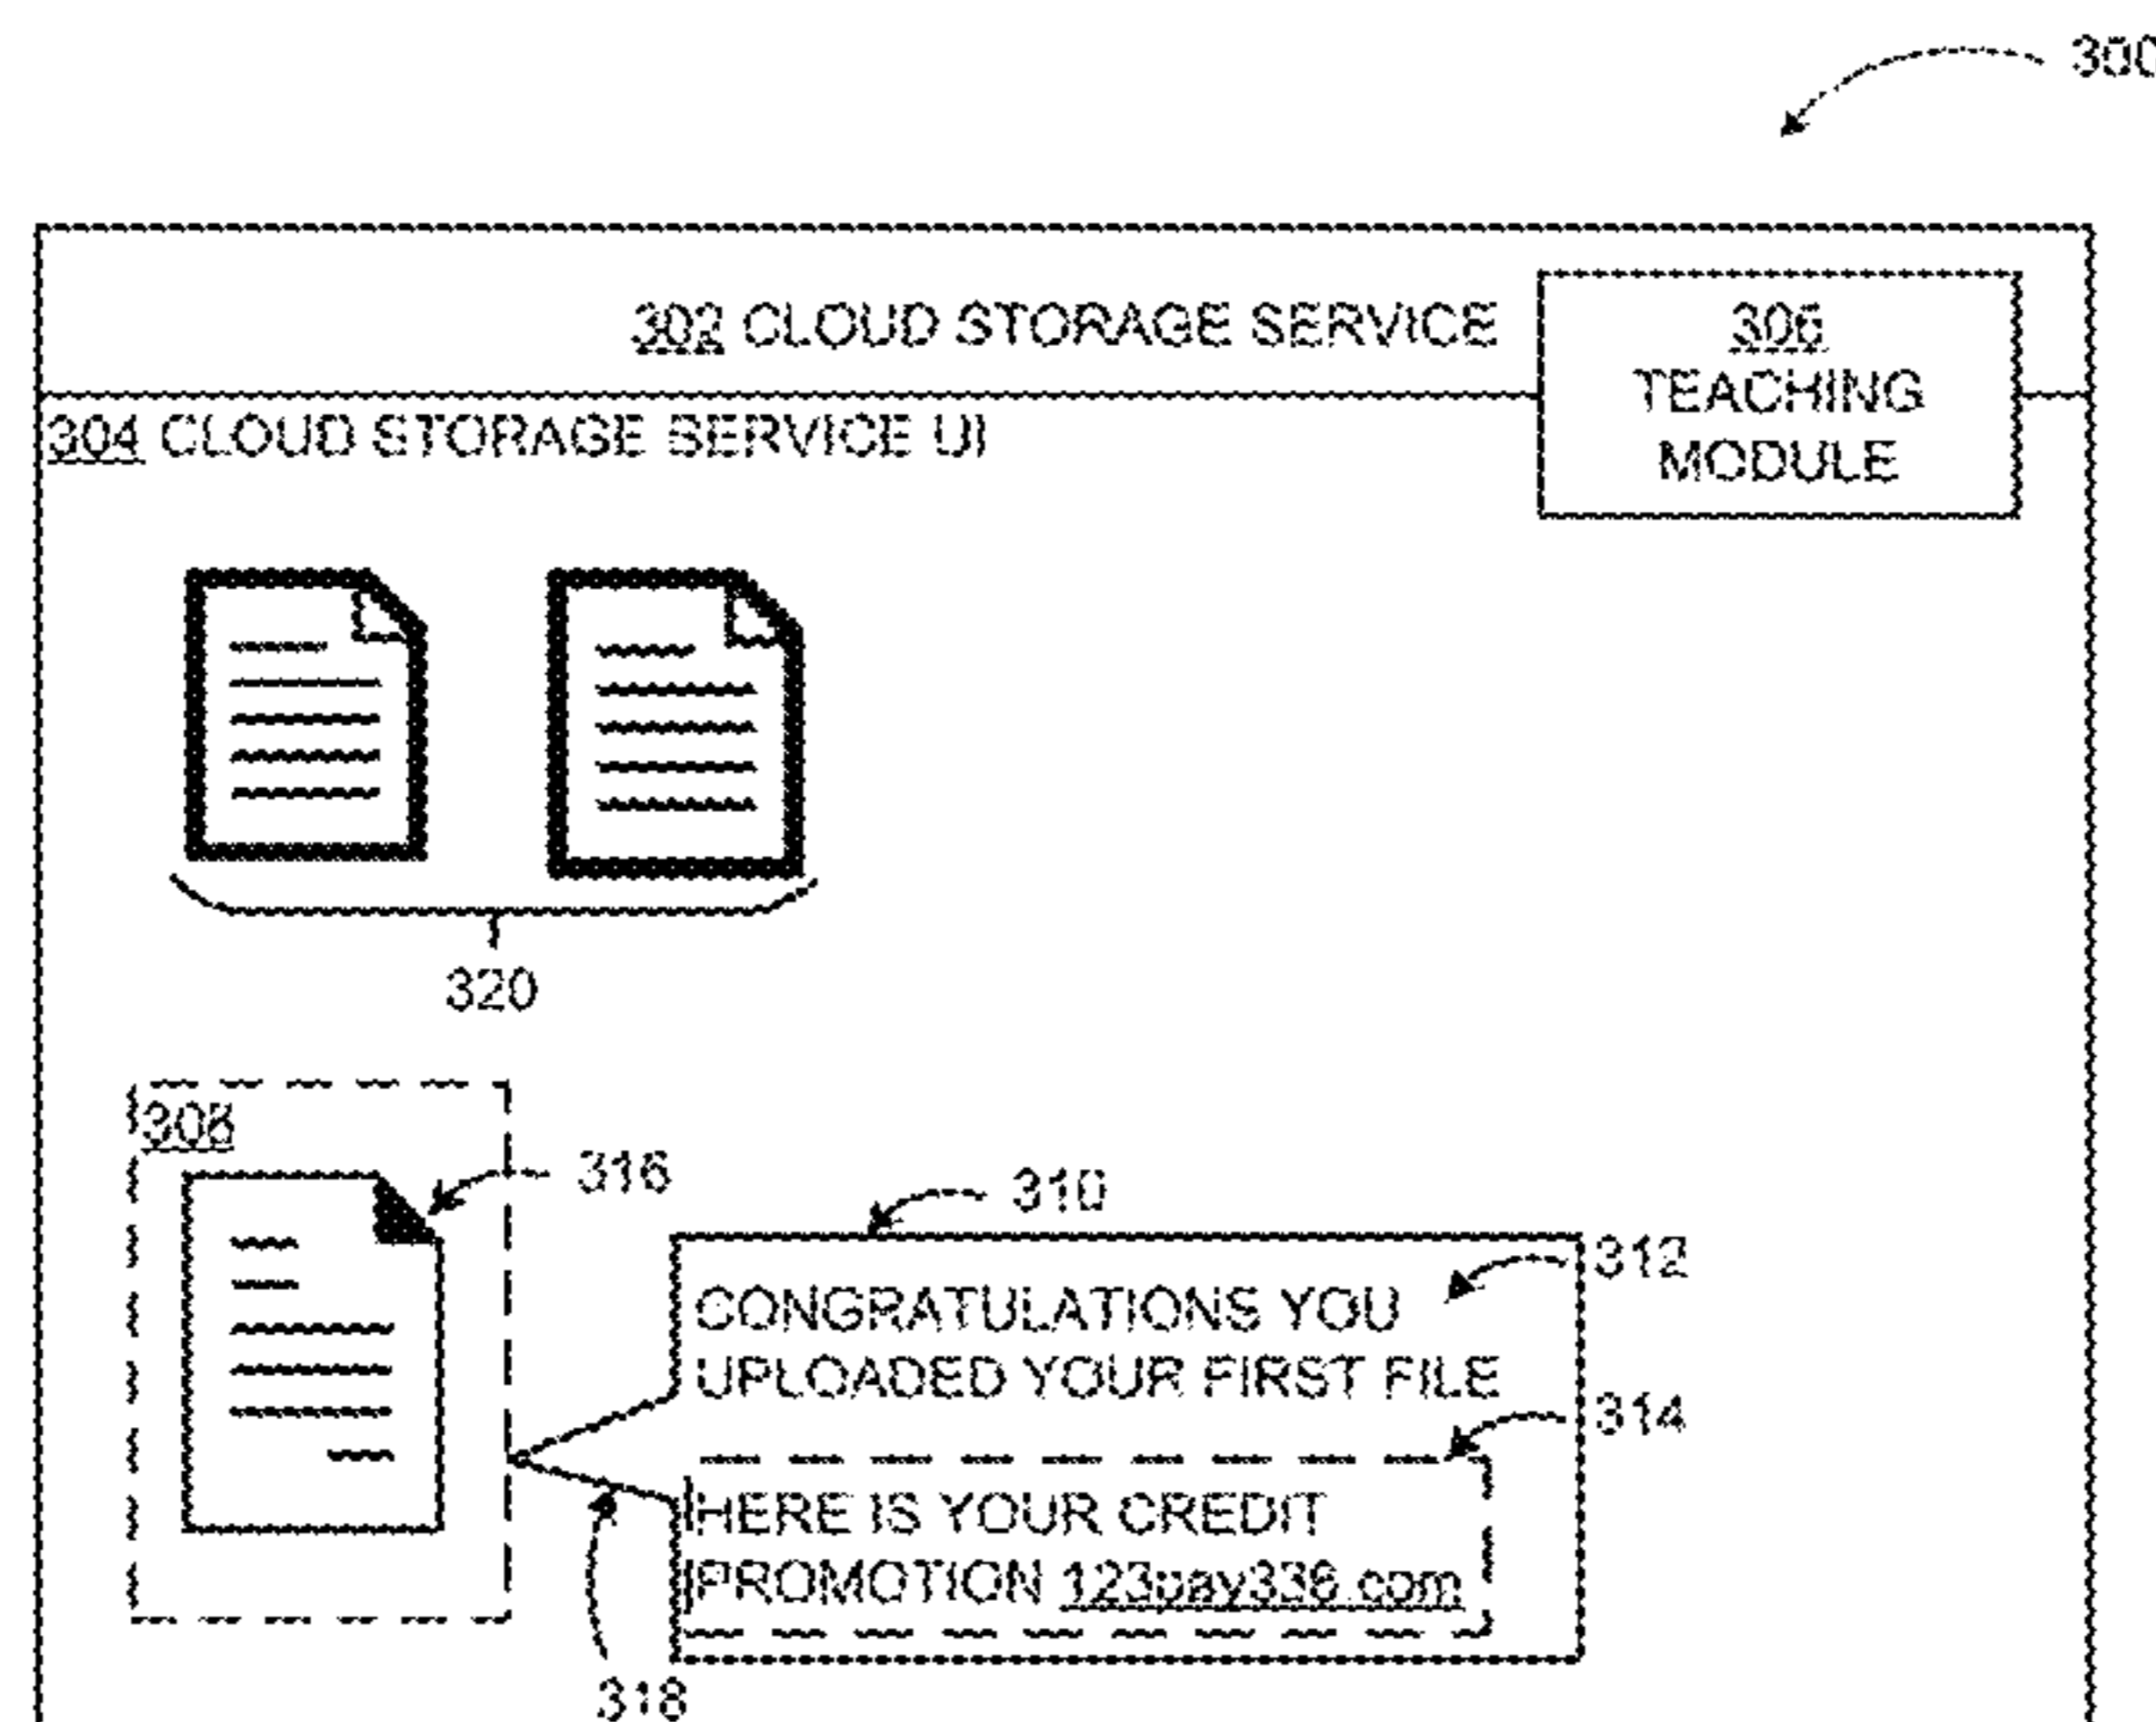 300
302 CLOUD STORAGE SERVICE
306
TEACHING
MODULE
304 CLOUD STORAGE SERVICE UI
320
308
316
310
312
CONGRATULATIONS YOU
UPLOADED YOUR FIRST FILE
314
HERE IS YOUR CREDIT
PROMOTION 123pay336.com
318